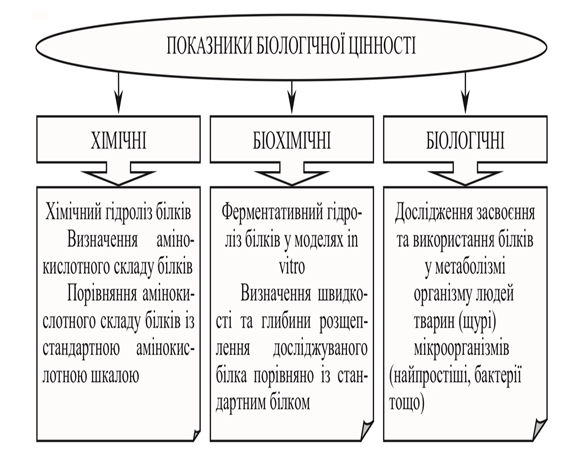 ПОКАЗНИКИ БІОЛОГІЧНОЇ ЦІННОСТІ
ХІМІЧНІ
БІОХІМІЧНІ
БІОЛОГІЧНІ
Хімічний гідроліз білків
Визначення аміно-
кислотного складу білків
Порівняння аміноки-
слотного складу білків із
стандартною амінокис-
лотною шкалою
Ферментативний гідро-
ліз білків у моделях in
vitro
Визначення швидко-
сті та глибини розщеп-
лення досліджуваного
білка порівняно із стан-
дартним білком
Дослідження засвоєння
та використання білків
у метаболізмі
організму людей
тварин (щурі)
мікроорганізмів
(найпростіші, бактерії
тощо)